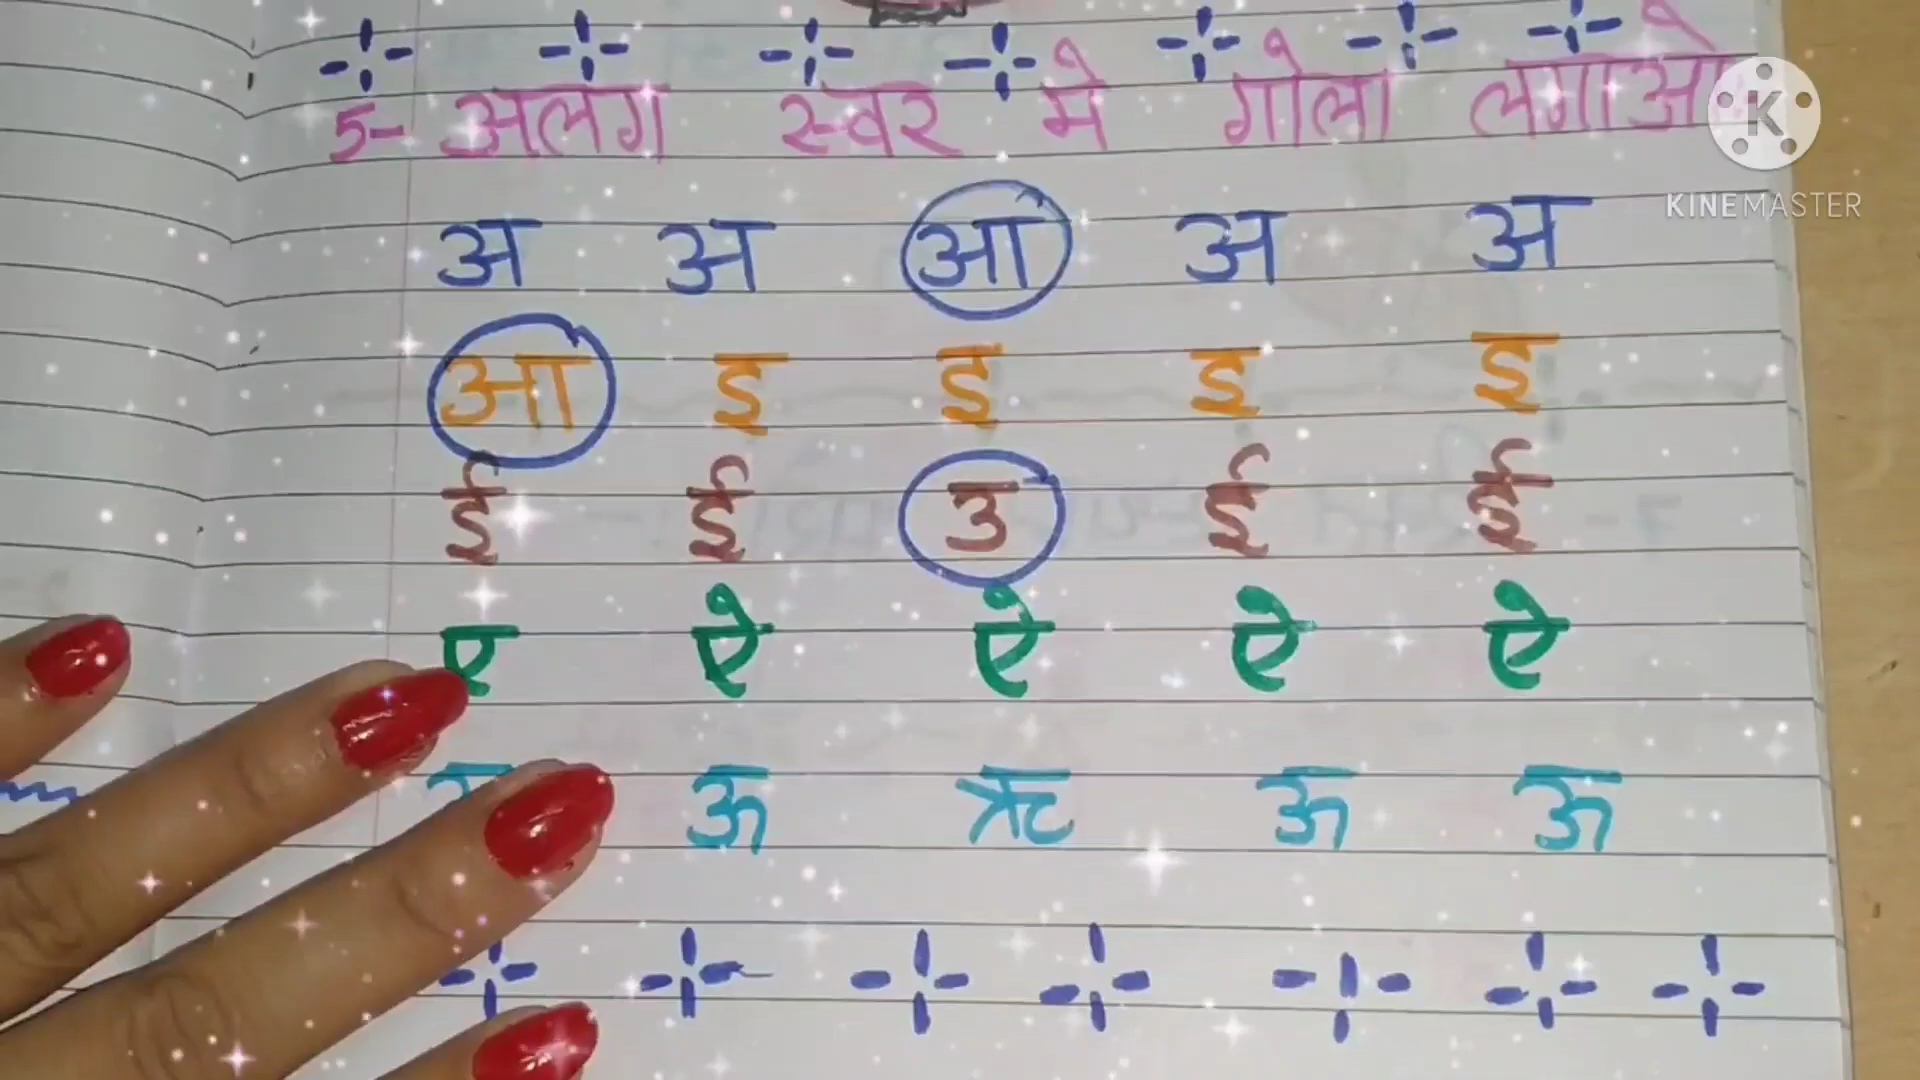 5- अलग स्वर मे गोला लगाओ
K
KINEMASTER
अ अ आ अ अ
आ इ इ इ इ
ई ई उ ई ई
ए ऐ ऐ ऐ ऐ
ऊ ऋ ऊ ऊ